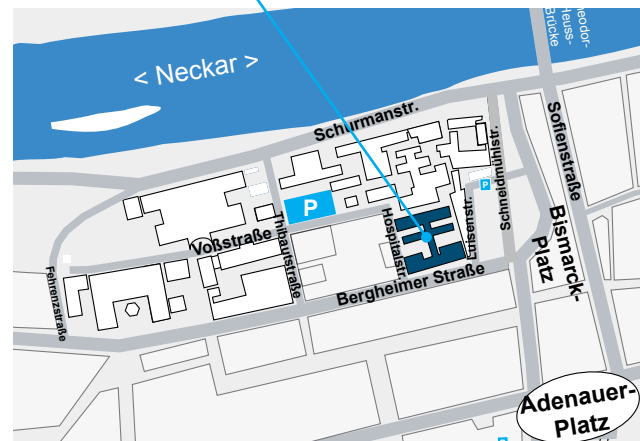 Theodor-
Heuss-
Brücke
< Neckar >
Schurmanstr.
Sofienstraße
Schneidmühlstr.
P
P
Luisenstr.
Hospitalstr.
Thibautstraße
Voßstraße
Fehrenzstraße
Bergheimer Straße
Bismarck-
Platz
Adenauer-
Platz
P